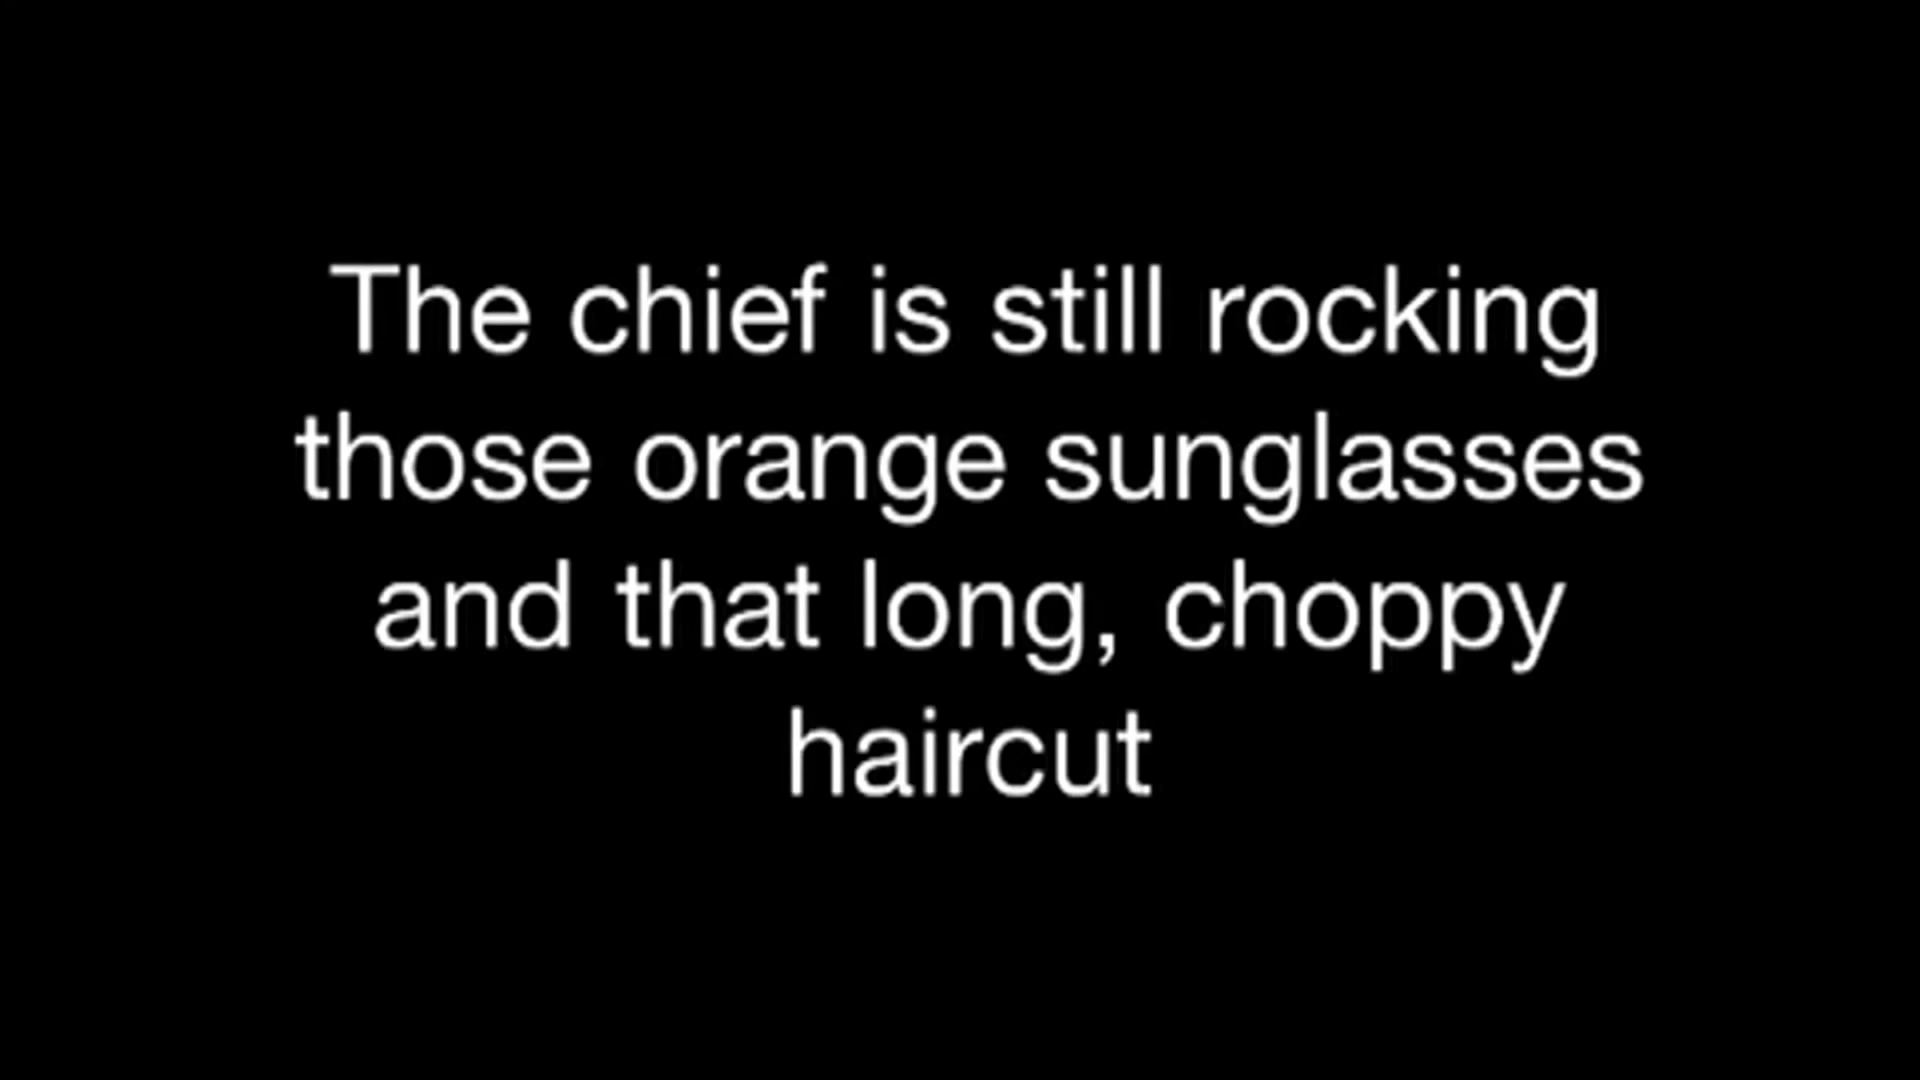 The chief is still rocking
those orange sunglasses
and that long, choppy
haircut